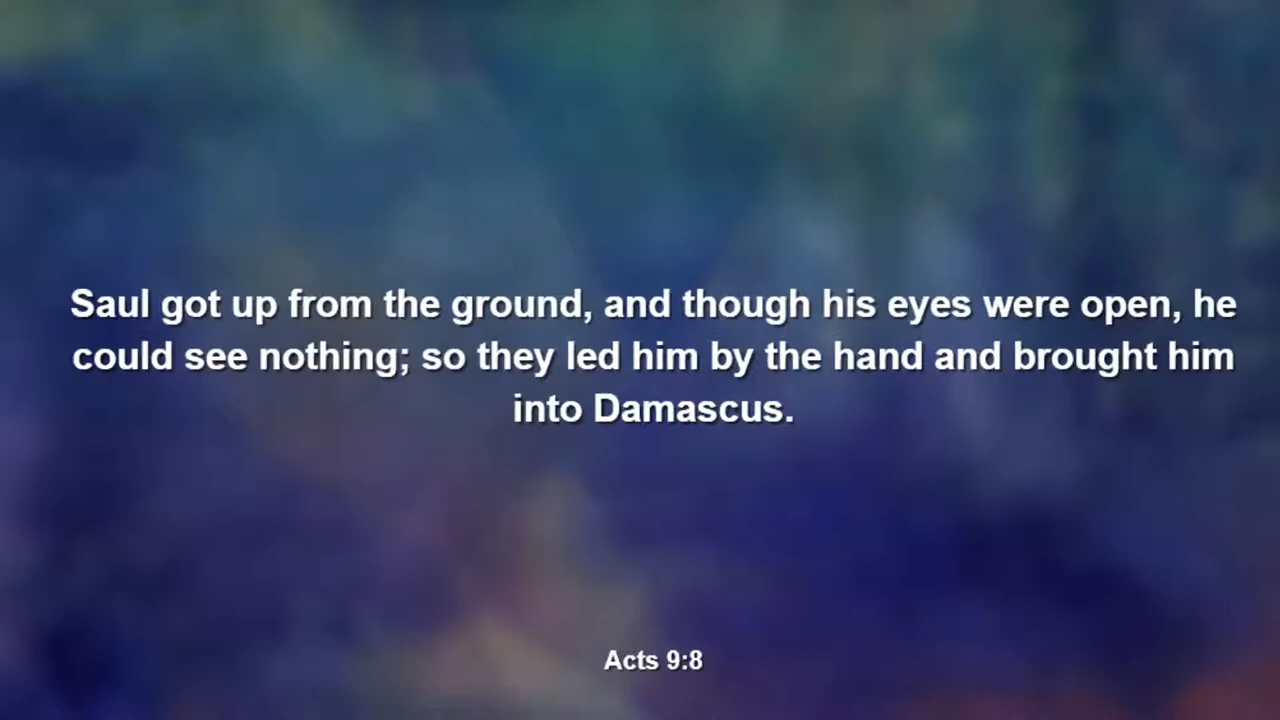 Saul got up from the ground, and though his eyes were open, he
could see nothing; so they led him by the hand and brought him
into Damascus.
Acts 9:8